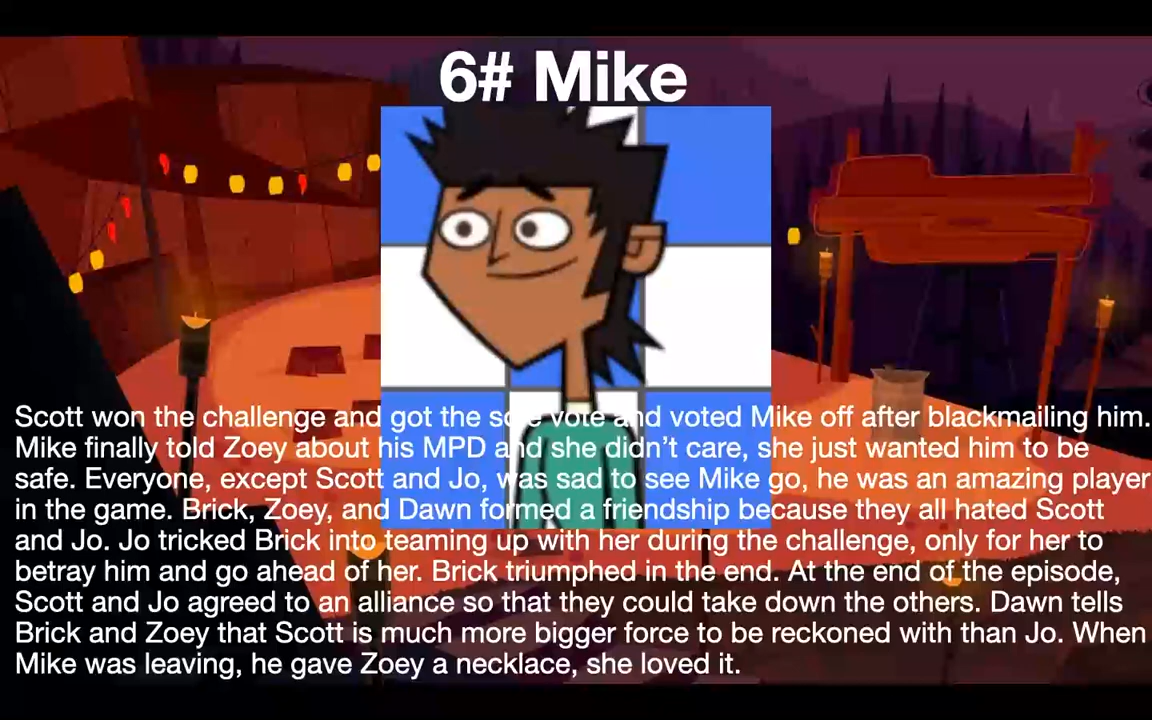 6# Mike
Scott won the challenge and got the sole vote and voted Mike off after blackmailing him.
Mike finally told Zoey about his MPD and she didn't care, she just wanted him to be
safe. Everyone, except Scott and Jo, was sad to see Mike go, he was an amazing player
in the game. Brick, Zoey, and Dawn formed a friendship because they all hated Scott
and Jo. Jo tricked Brick into teaming up with her during the challenge, only for her to
betray him and go ahead of her. Brick triumphed in the end. At the end of the episode,
Scott and Jo agreed to an alliance so that they could take down the others. Dawn tells
Brick and Zoey that Scott is much more bigger force to be reckoned with than Jo. When
Mike was leaving, he gave Zoey a necklace, she loved it.